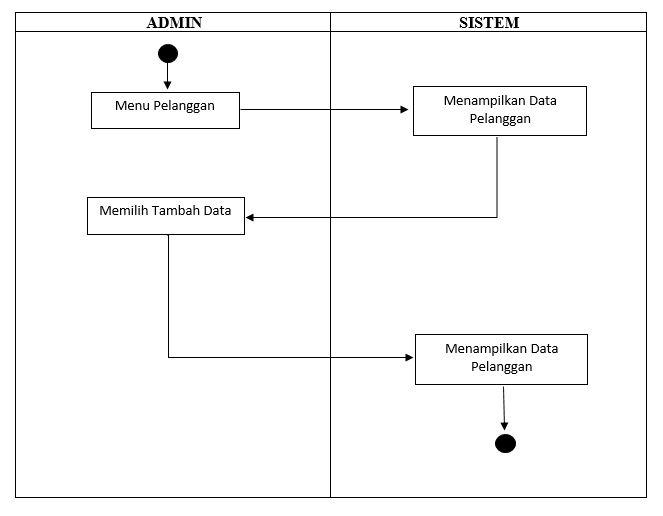 ADMIN
SISTEM
Menu Pelanggan
Menampilkan Data
Pelanggan
Memilih Tambah Data
Menampilkan Data
Pelanggan